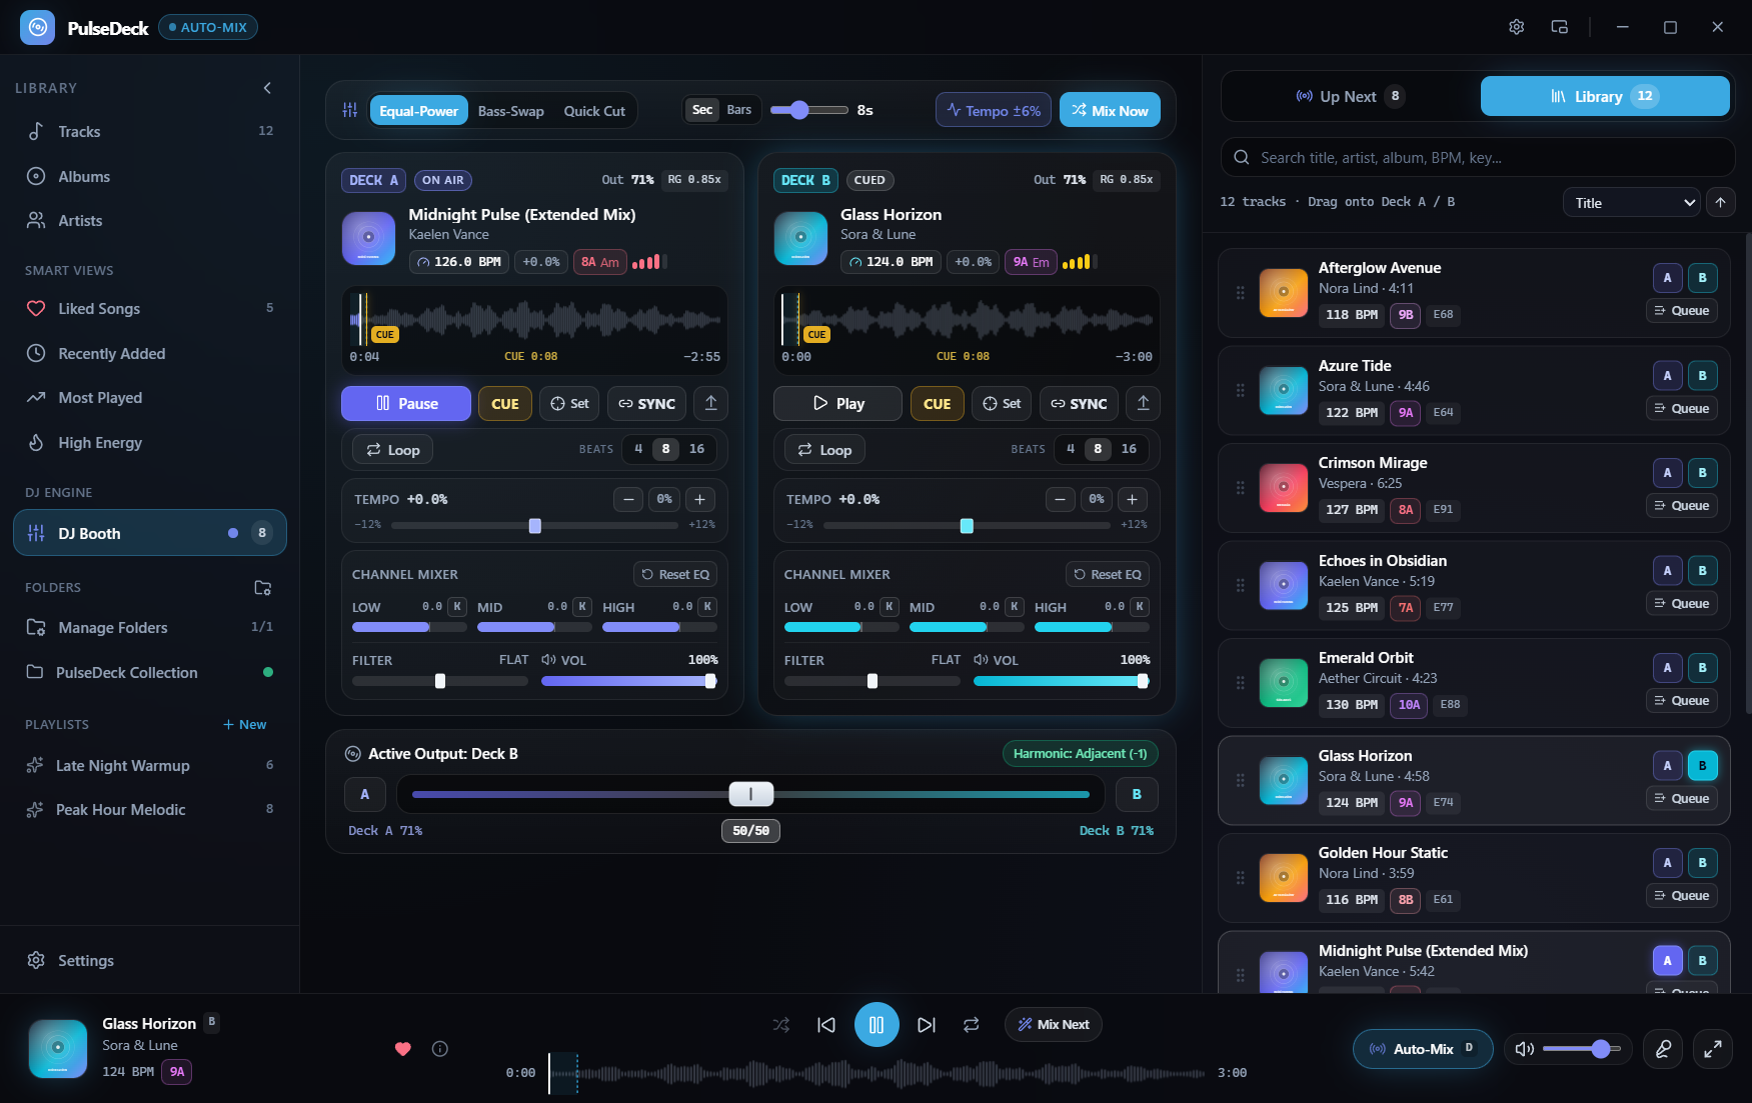 PulseDeck
AUTO-MIX
LIBRARY
Tracks 12
Albums
Artists
SMART VIEWS
Liked Songs 5
Recently Added
Most Played
High Energy
DJ ENGINE
DJ Booth 8
FOLDERS
Manage Folders 1/1
PulseDeck Collection
PLAYLISTS + New
Late Night Warmup 6
Peak Hour Melodic 8
Settings
Equal-Power Bass-Swap Quick Cut Sec Bars 8s Tempo ±6% Mix Now
DECK A ON AIR Out 71% RG 0.85x
Midnight Pulse (Extended Mix)
Kaelen Vance
126.0 BPM +0.0% 8A Am
CUE
0:04 CUE 0:08 −2:55
Pause CUE Set SYNC
Loop BEATS 4 8 16
TEMPO +0.0% − 0% +
−12% +12%
CHANNEL MIXER Reset EQ
LOW 0.0 K MID 0.0 K HIGH 0.0 K
FILTER FLAT VOL 100%
DECK B CUED Out 71% RG 0.85x
Glass Horizon
Sora & Lune
124.0 BPM +0.0% 9A Em
CUE
0:00 CUE 0:08 −3:00
Play CUE Set SYNC
Loop BEATS 4 8 16
TEMPO +0.0% − 0% +
−12% +12%
CHANNEL MIXER Reset EQ
LOW 0.0 K MID 0.0 K HIGH 0.0 K
FILTER FLAT VOL 100%
Active Output: Deck B Harmonic: Adjacent (-1)
A B
Deck A 71% 50/50 Deck B 71%
Up Next 8 Library 12
Search title, artist, album, BPM, key...
12 tracks · Drag onto Deck A / B Title
Afterglow Avenue A B
Nora Lind · 4:11
118 BPM 9B E68 Queue
Azure Tide A B
Sora & Lune · 4:46
122 BPM 9A E64 Queue
Crimson Mirage A B
Vespera · 6:25
127 BPM 8A E91 Queue
Echoes in Obsidian A B
Kaelen Vance · 5:19
125 BPM 7A E77 Queue
Emerald Orbit A B
Aether Circuit · 4:23
130 BPM 10A E88 Queue
Glass Horizon A B
Sora & Lune · 4:58
124 BPM 9A E74 Queue
Golden Hour Static A B
Nora Lind · 3:59
116 BPM 8B E61 Queue
Midnight Pulse (Extended Mix) A B
Kaelen Vance · 5:42
Queue
Glass Horizon B
Sora & Lune
124 BPM 9A
Mix Next
0:00 3:00
Auto-Mix D